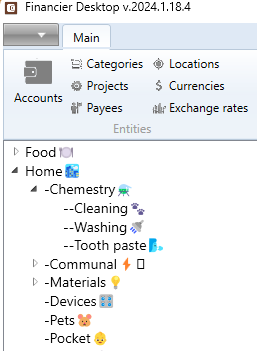 Financier Desktop v.2024.1.18.4
Main
Accounts
Categories
Locations
Projects
Currencies
Payees
Exchange rates
Entities
Food🍽️
Home
-Chemestry
--Cleaning🐾
--Washing🚿
--Tooth paste
-Communal⚡
-Materials💡
-Devices🎛️
-Pets🐹
-Pocket👶